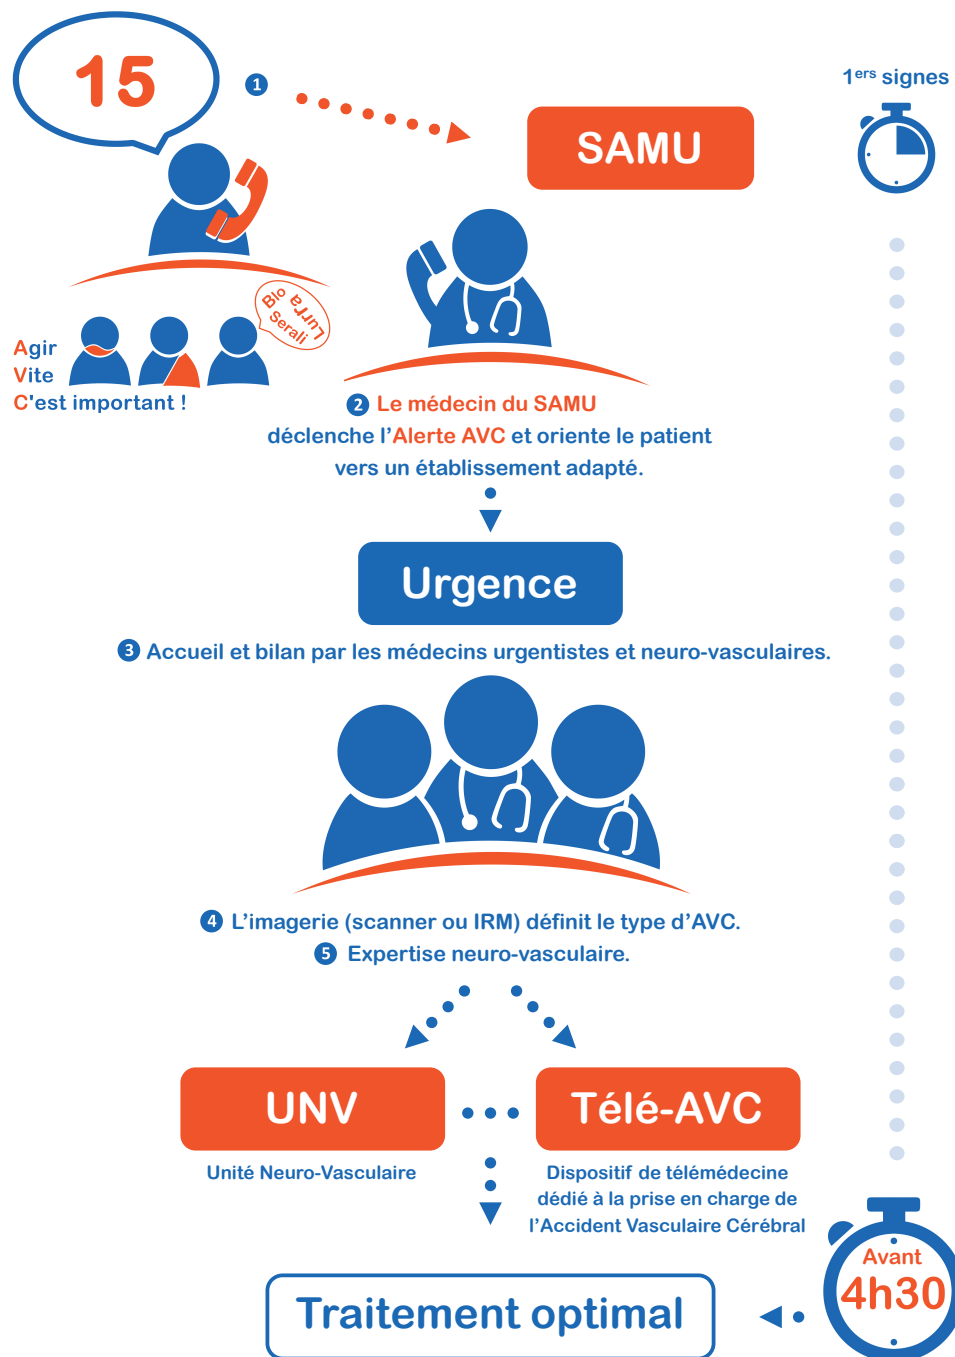 15
1
SAMU
1ers signes
Bio Lurra
Serali
Agir
Vite
C'est important !
2 Le médecin du SAMU
déclenche l'Alerte AVC et oriente le patient
vers un établissement adapté.
Urgence
3 Accueil et bilan par les médecins urgentistes et neuro-vasculaires.
4 L'imagerie (scanner ou IRM) définit le type d'AVC.
5 Expertise neuro-vasculaire.
UNV
Télé-AVC
Unité Neuro-Vasculaire
Dispositif de télémédecine
dédié à la prise en charge de
l'Accident Vasculaire Cérébral
Avant
4h30
Traitement optimal